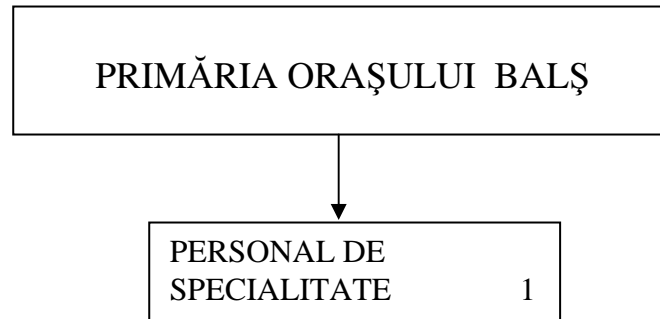 PRIMĂRIA ORAŞULUI BALŞ
PERSONAL DE
SPECIALITATE 1